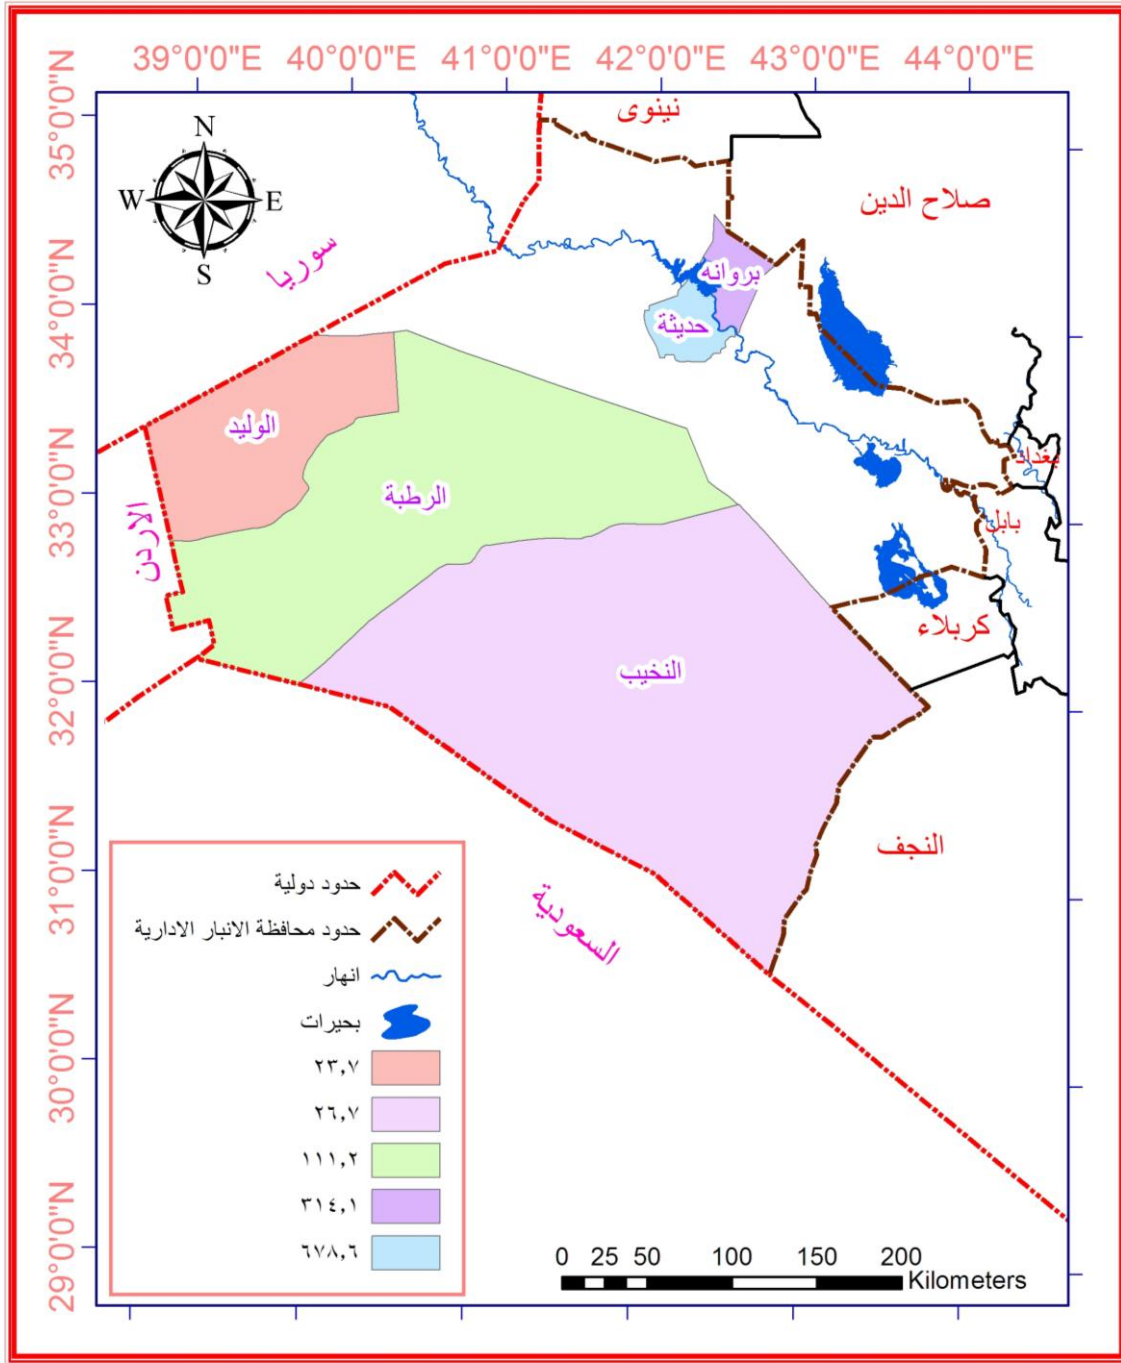 39°0'0"E 40°0'0"E 41°0'0"E 42°0'0"E 43°0'0"E 44°0'0"E
35°0'0"N
34°0'0"N
33°0'0"N
32°0'0"N
31°0'0"N
30°0'0"N
29°0'0"N
N
W E
S
نينوى
صلاح الدين
سوريا
بروانه
حديثة
الوليد
الرطبة
بغداد
بابل
الاردن
كربلاء
النخيب
النجف
السعودية
حدود دولية
حدود محافظة الانبار الادارية
انهار
بحيرات
٢٣,٧
٢٦,٧
١١١,٢
٣١٤,١
٦٧٨,٦
0 25 50 100 150 200
Kilometers